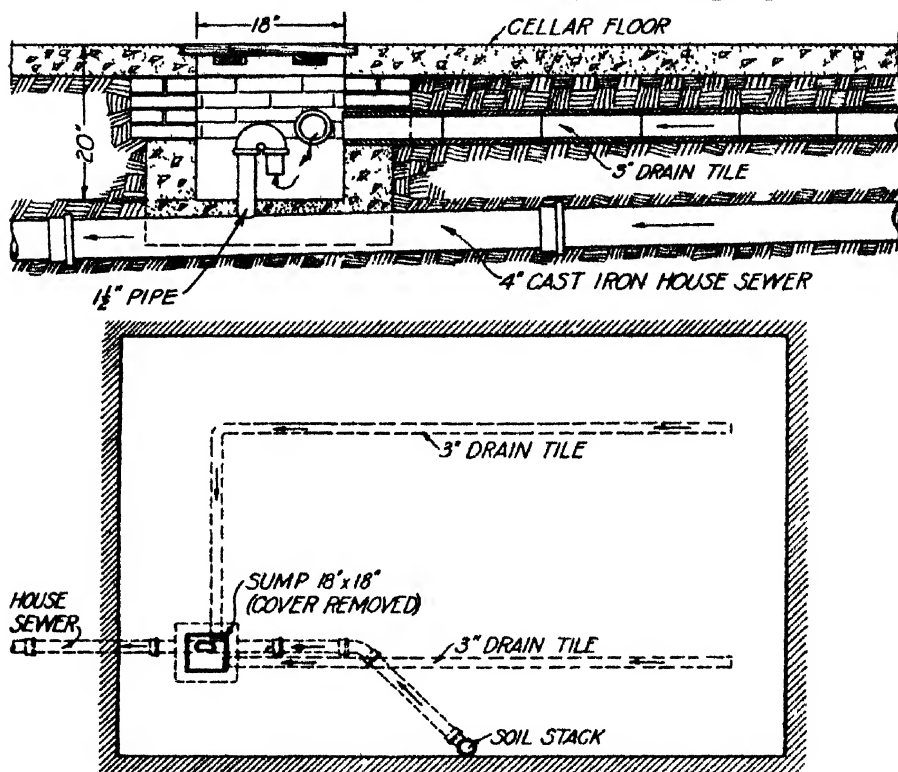 18"
CELLAR FLOOR
20"
3" DRAIN TILE
1½" PIPE
4" CAST IRON HOUSE SEWER
3" DRAIN TILE
SUMP 18"x18"
(COVER REMOVED)
HOUSE
SEWER
3" DRAIN TILE
SOIL STACK